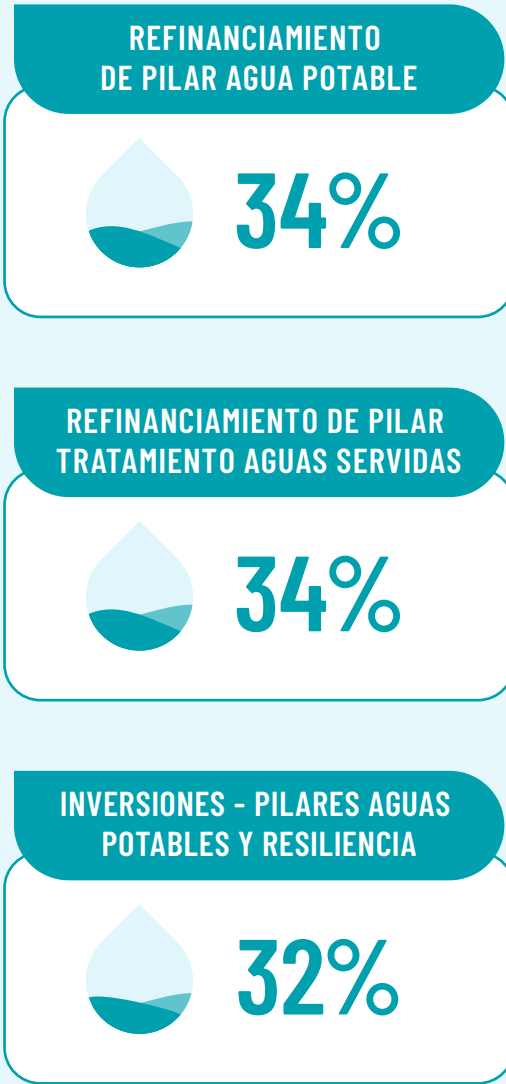 REFINANCIAMIENTO
DE PILAR AGUA POTABLE
34%
REFINANCIAMIENTO DE PILAR
TRATAMIENTO AGUAS SERVIDAS
34%
INVERSIONES - PILARES AGUAS
POTABLES Y RESILIENCIA
32%